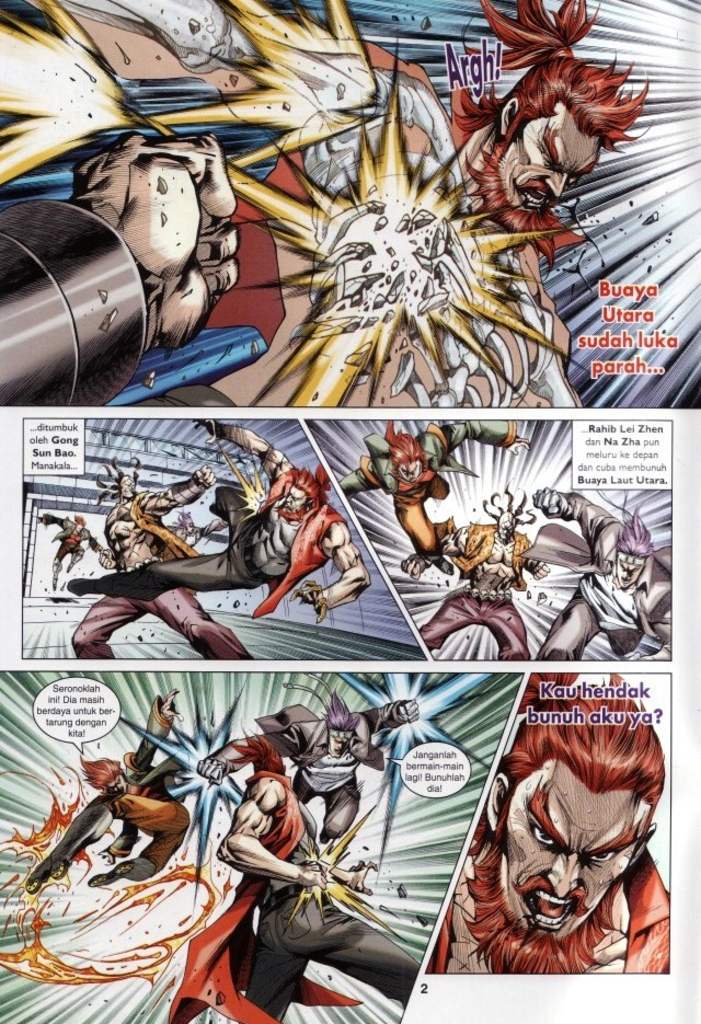 Argh!
Buaya
Utara
sudah luka
parah...
...ditumbuk
oleh Gong
Sun Bao.
Manakala...
...Rahib Lei Zhen
dan Na Zha pun
meluru ke depan
dan cuba membunuh
Buaya Laut Utara.
Seronoklah
ini! Dia masih
berdaya untuk ber-
tarung dengan
kita!
Janganlah
bermain-main
lagi! Bunuhlah
dia!
Kau hendak
bunuh aku ya?
2